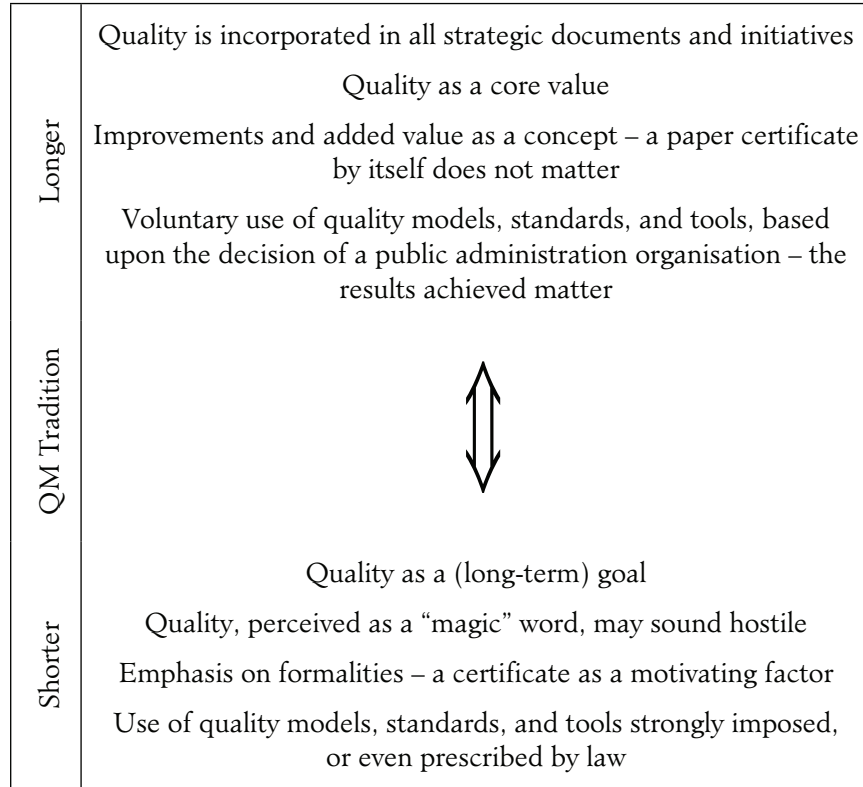 Longer
Quality is incorporated in all strategic documents and initiatives
Quality as a core value
Improvements and added value as a concept – a paper certificate
by itself does not matter
Voluntary use of quality models, standards, and tools, based
upon the decision of a public administration organisation – the
results achieved matter
QM Tradition
Shorter
Quality as a (long-term) goal
Quality, perceived as a “magic” word, may sound hostile
Emphasis on formalities – a certificate as a motivating factor
Use of quality models, standards, and tools strongly imposed,
or even prescribed by law